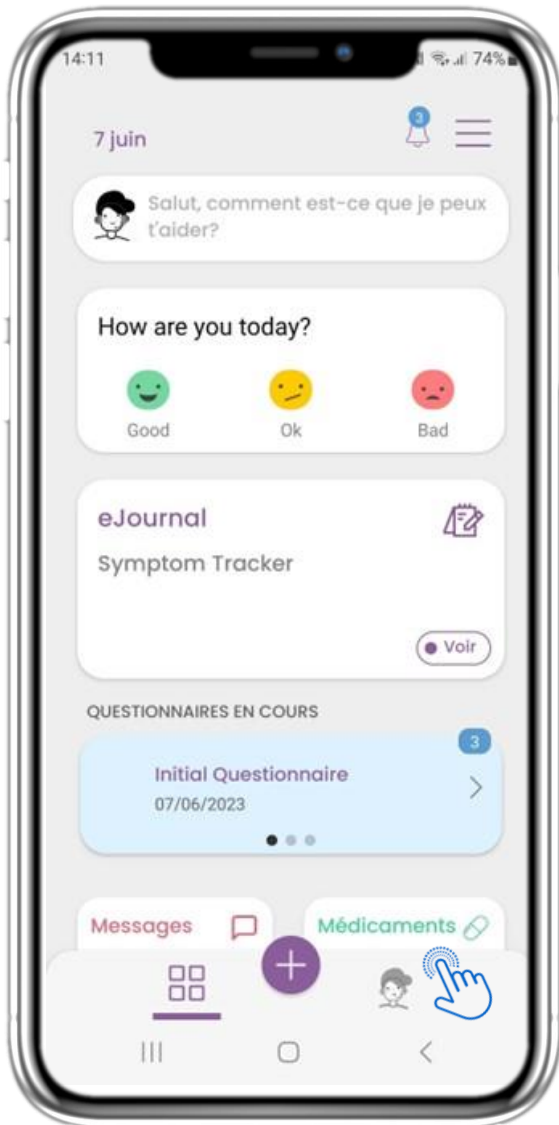 14:11
74%
7 juin
3
Salut, comment est-ce que je peux
t'aider?
How are you today?
Good
Ok
Bad
eJournal
Symptom Tracker
Voir
QUESTIONNAIRES EN COURS
3
Initial Questionnaire
07/06/2023
Messages
Médicaments